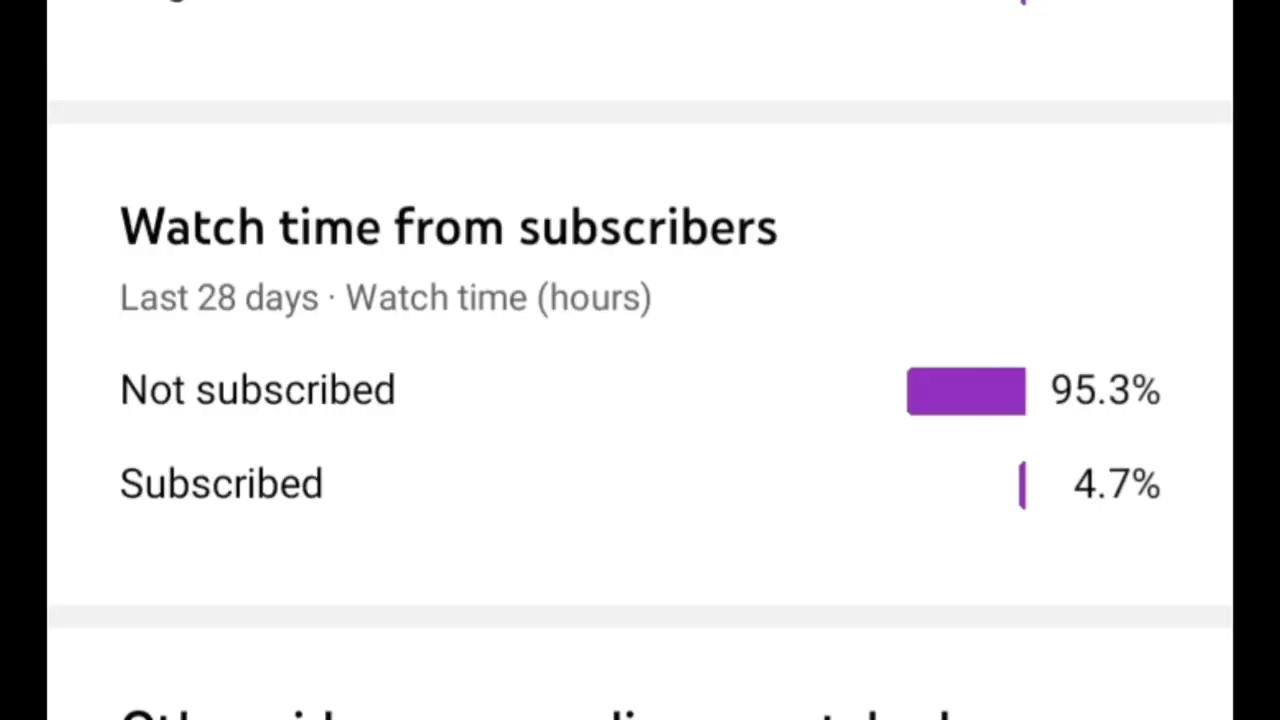 Watch time from subscribers
Last 28 days · Watch time (hours)
Not subscribed 95.3%
Subscribed 4.7%